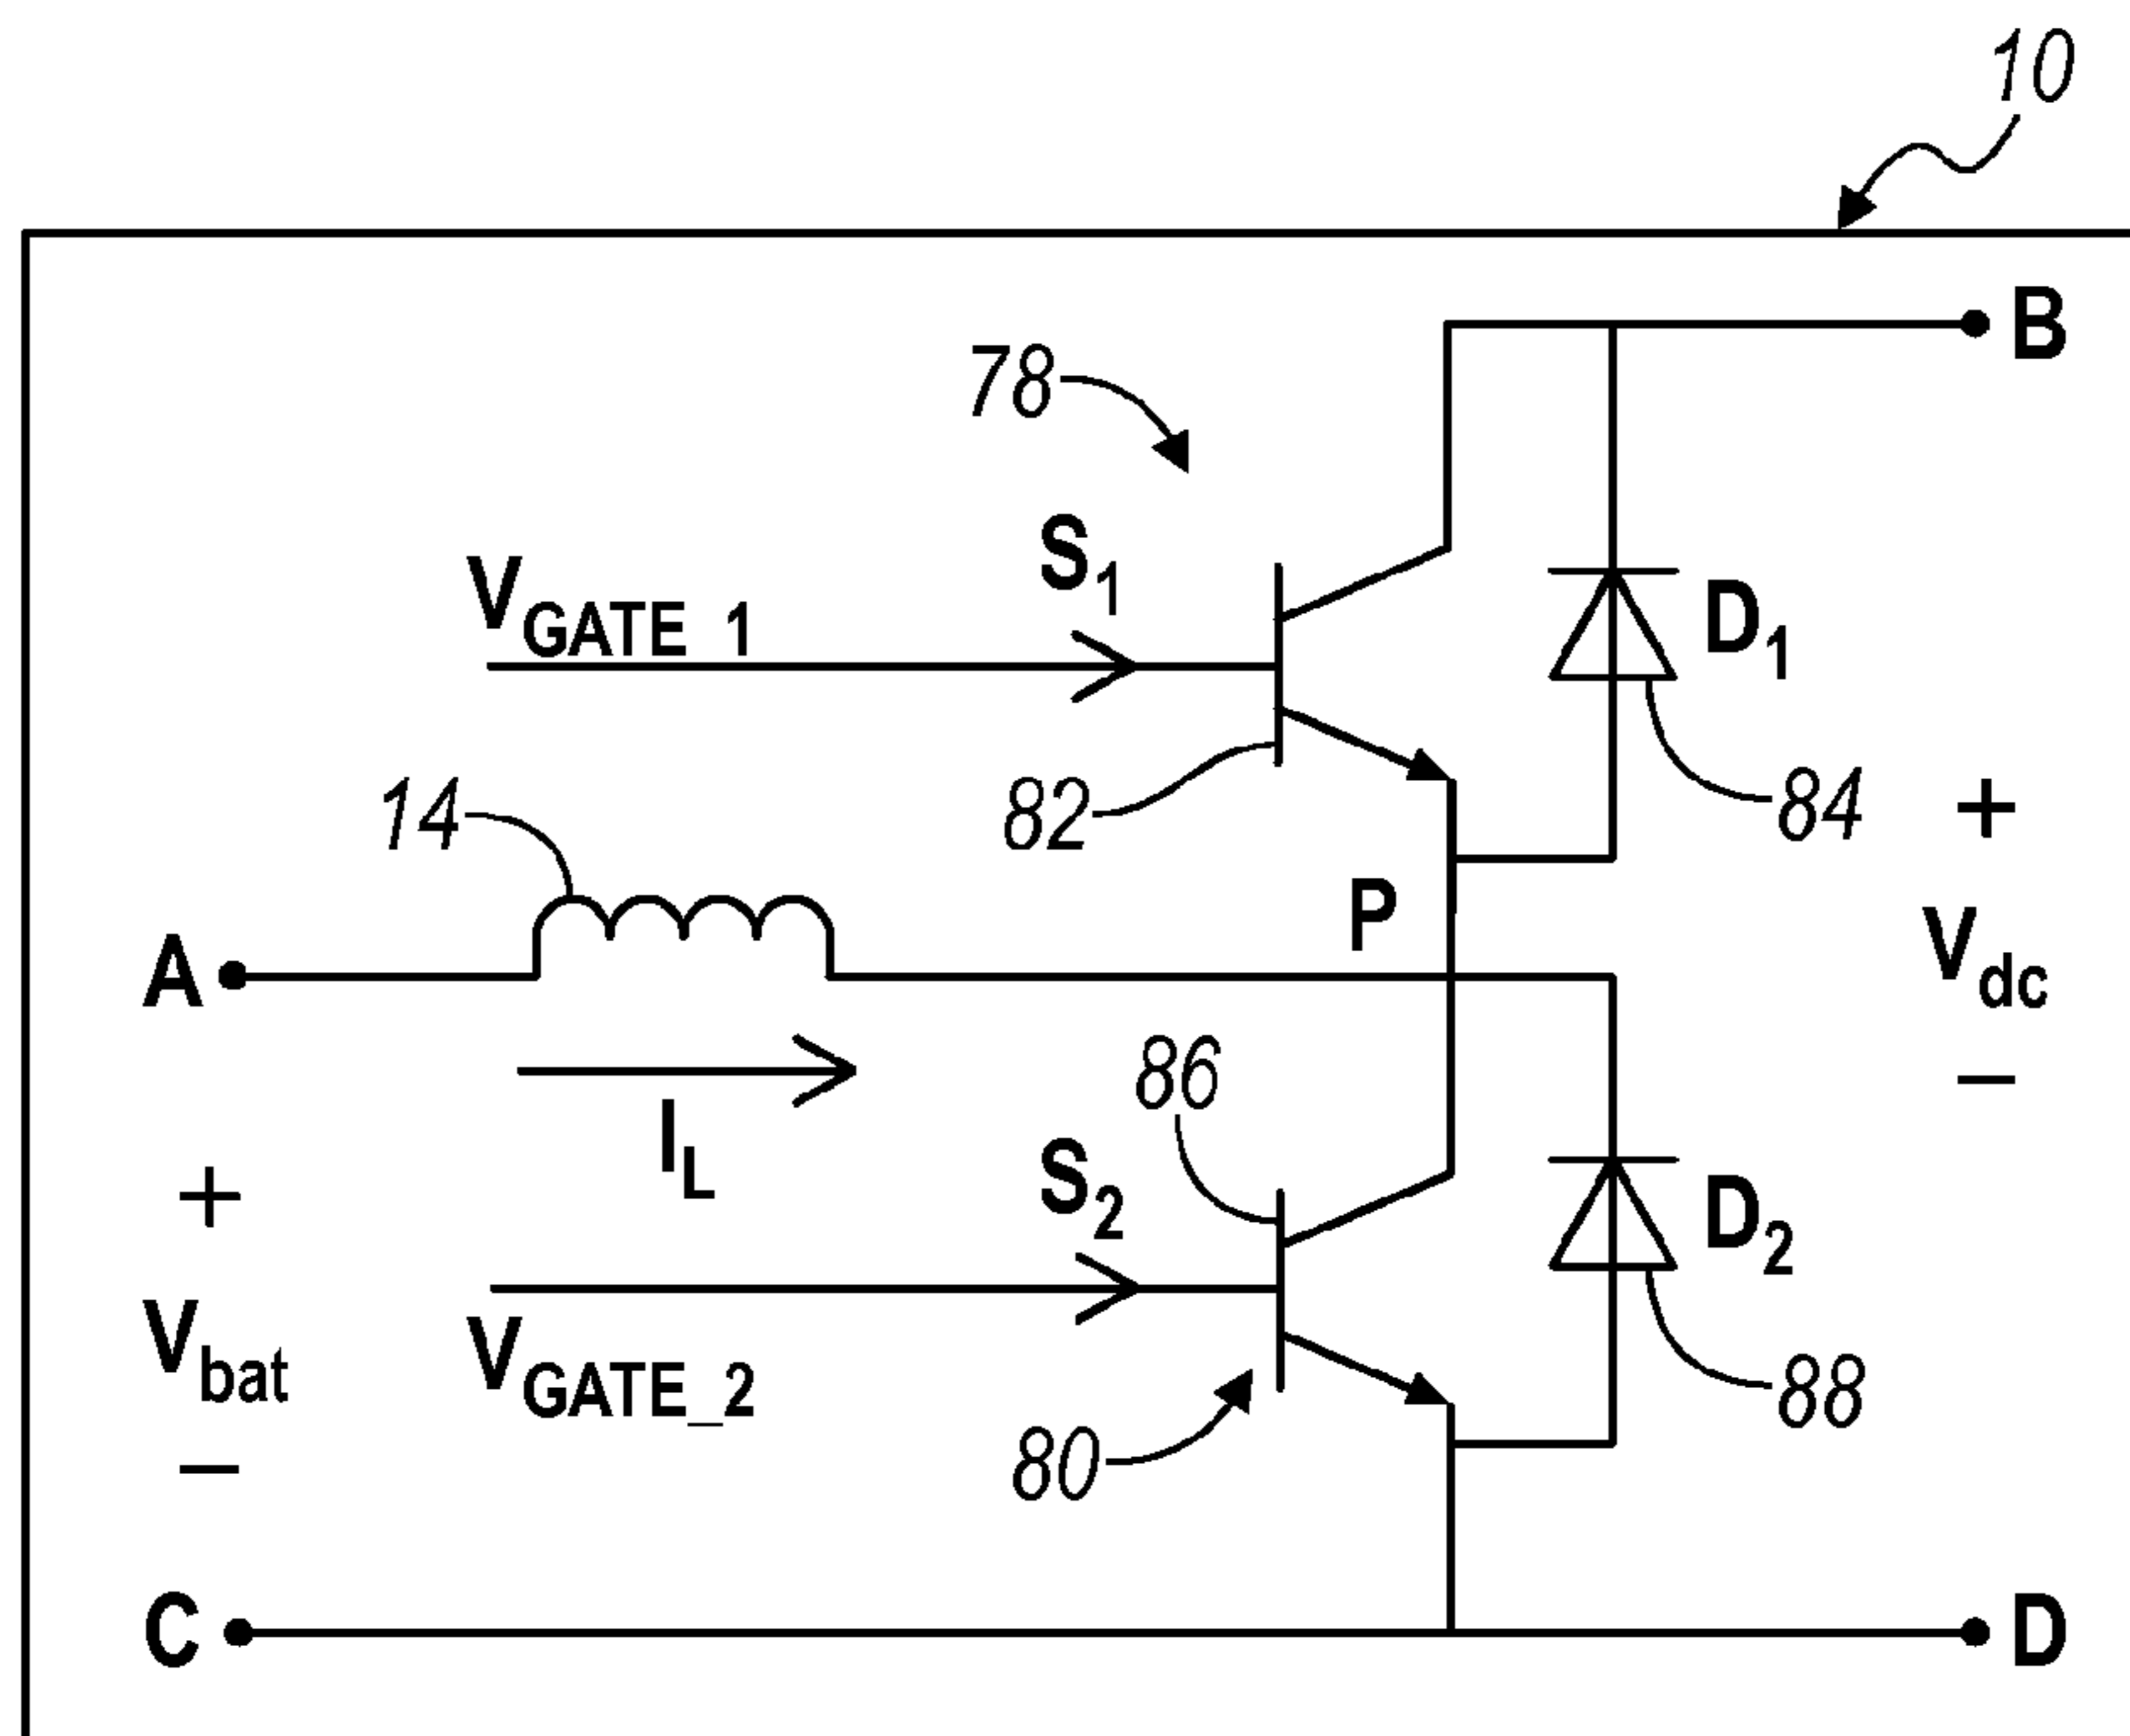 10
B
78
S1
VGATE_1
D1
82
84
14
+
P
A
Vdc
86
−
IL
S2
+
D2
Vbat
VGATE_2
88
80
−
C
D